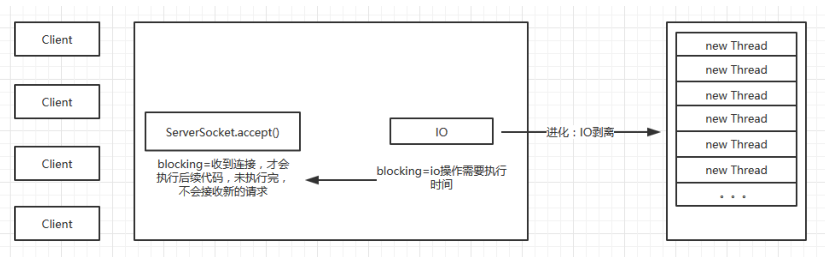 Client
Client
Client
Client
ServerSocket.accept()
blocking=收到连接，才会
执行后续代码，未执行完，
不会接收新的请求
IO
blocking=io操作需要执行
时间
进化：IO剥离
new Thread
new Thread
new Thread
new Thread
new Thread
new Thread
. . .